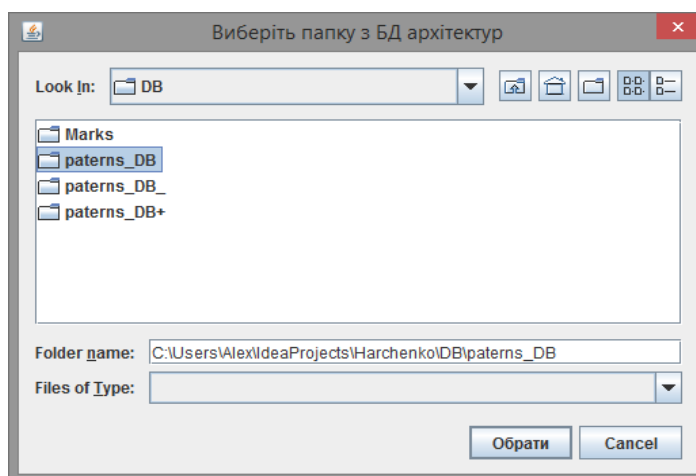 Виберіть папку з БД архітектур
Look In: DB
Marks
paterns_DB
paterns_DB_
paterns_DB+
Folder name: C:\Users\Alex\IdeaProjects\Harchenko\DB\paterns_DB
Files of Type:
Обрати Cancel